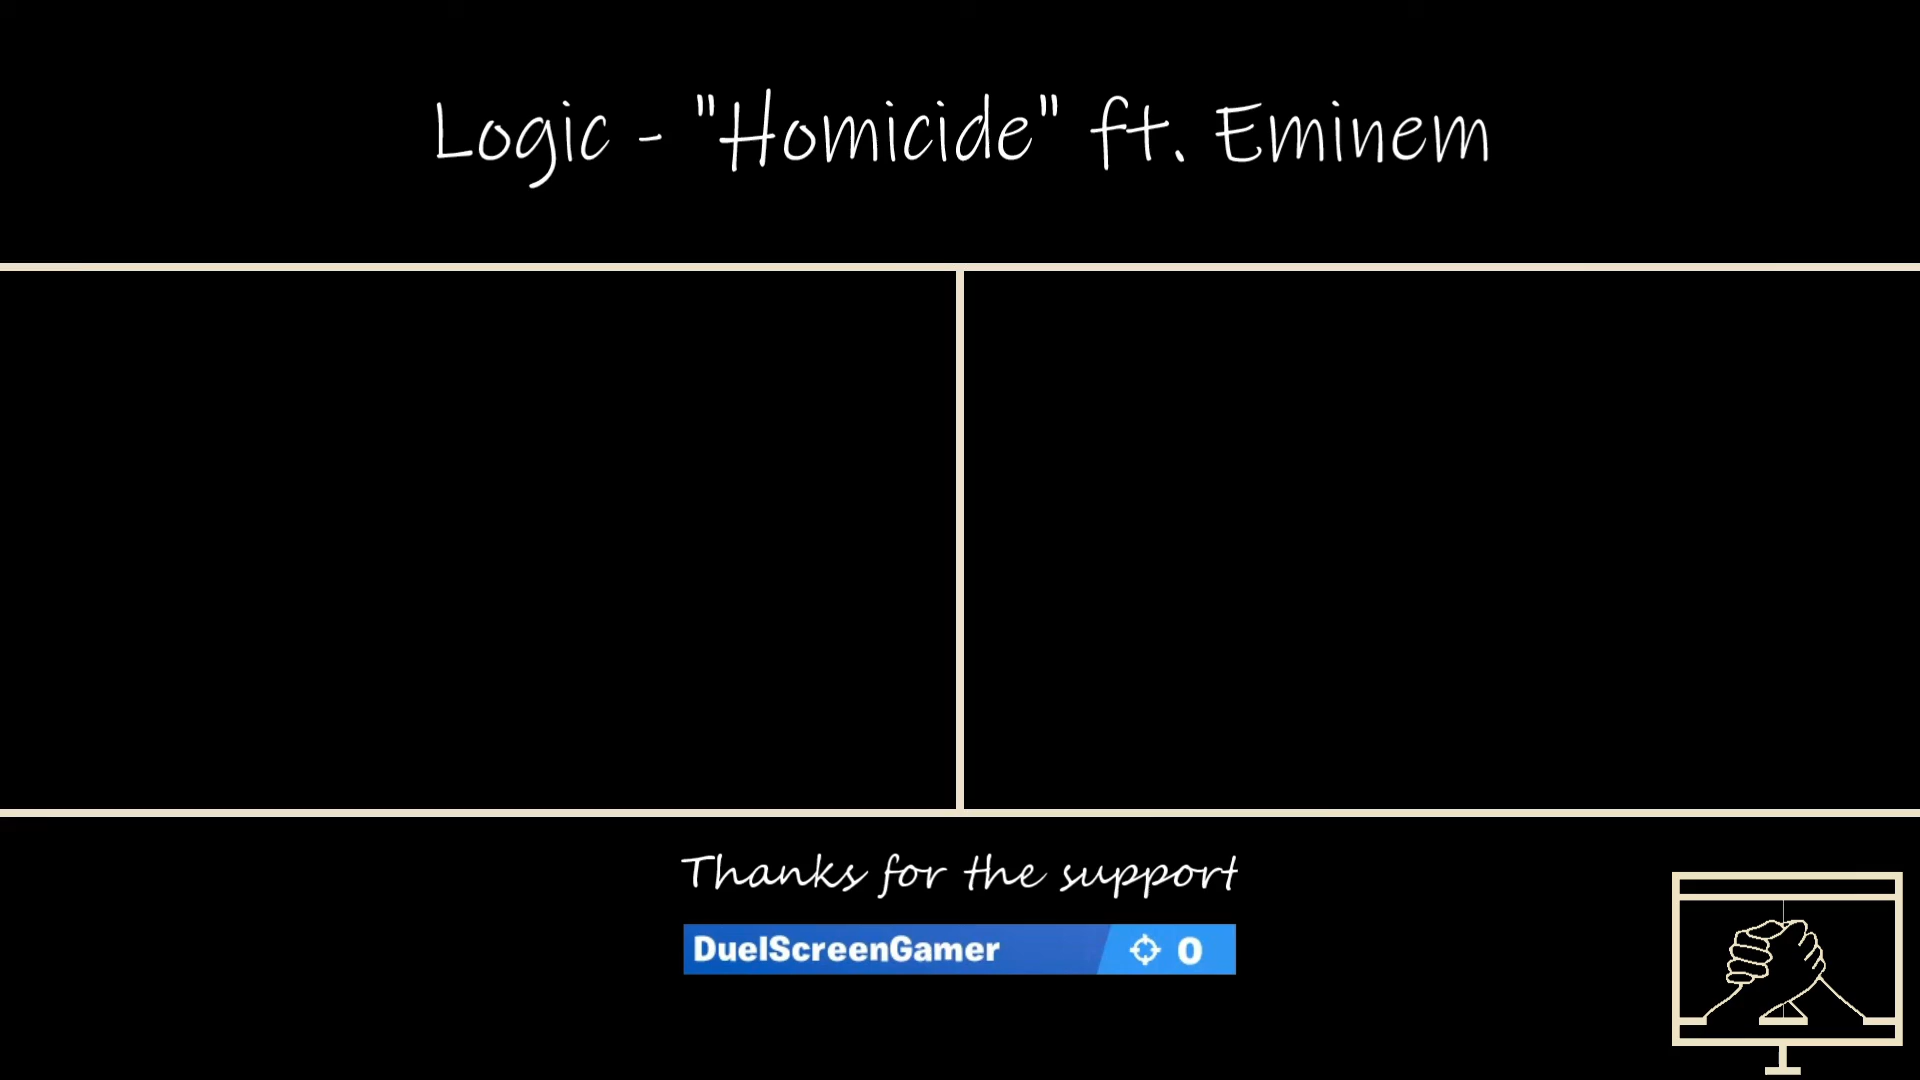 Logic - "Homicide" ft. Eminem
Thanks for the support
DuelScreenGamer 0